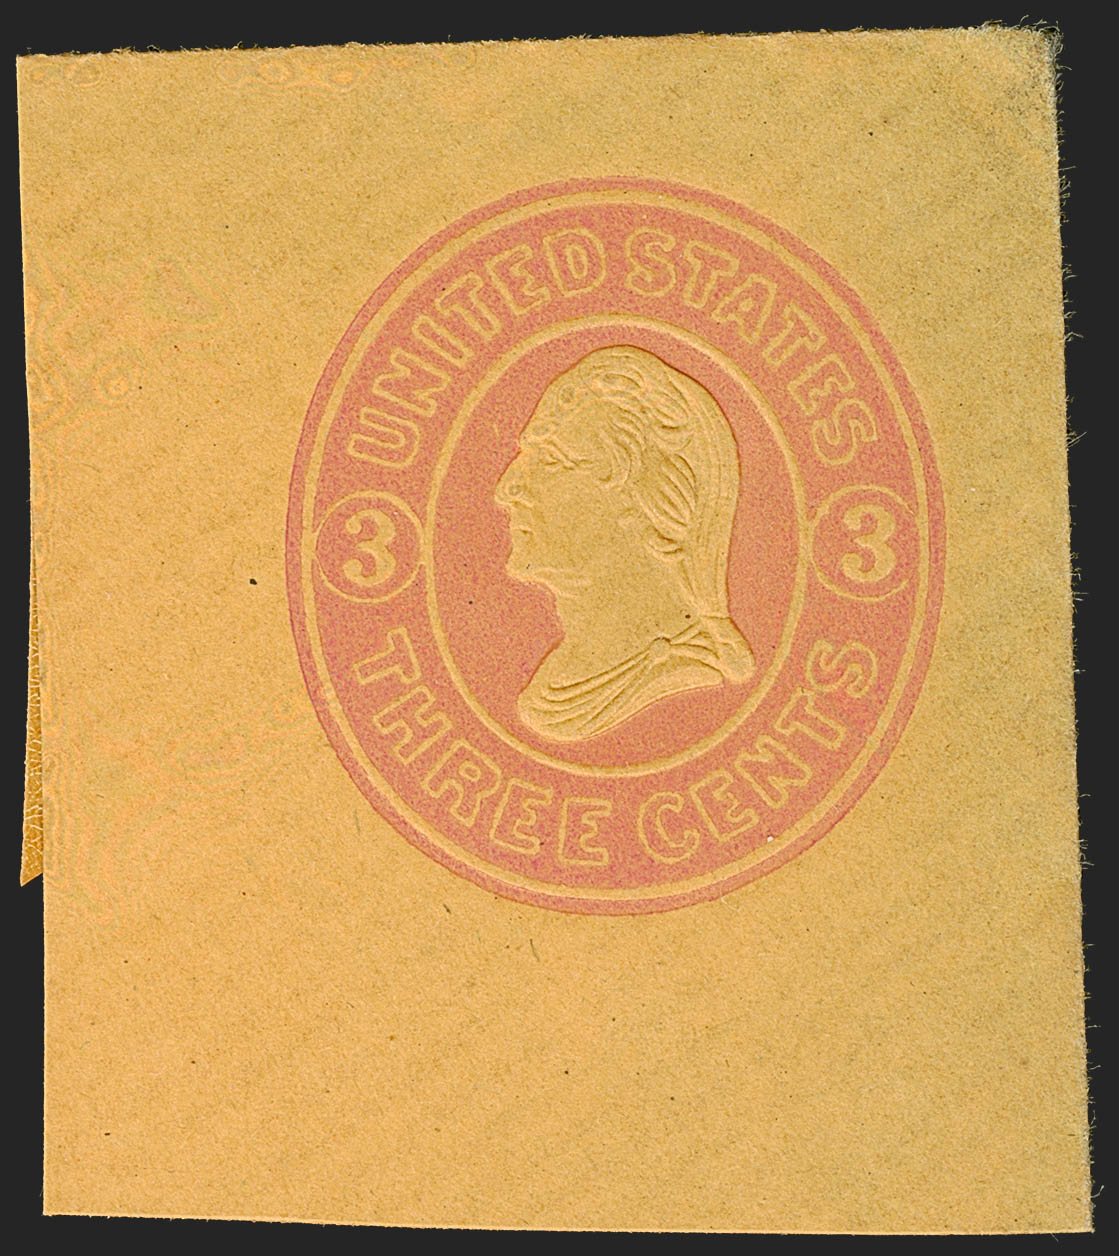 UNITED STATES
3 3
THREE CENTS